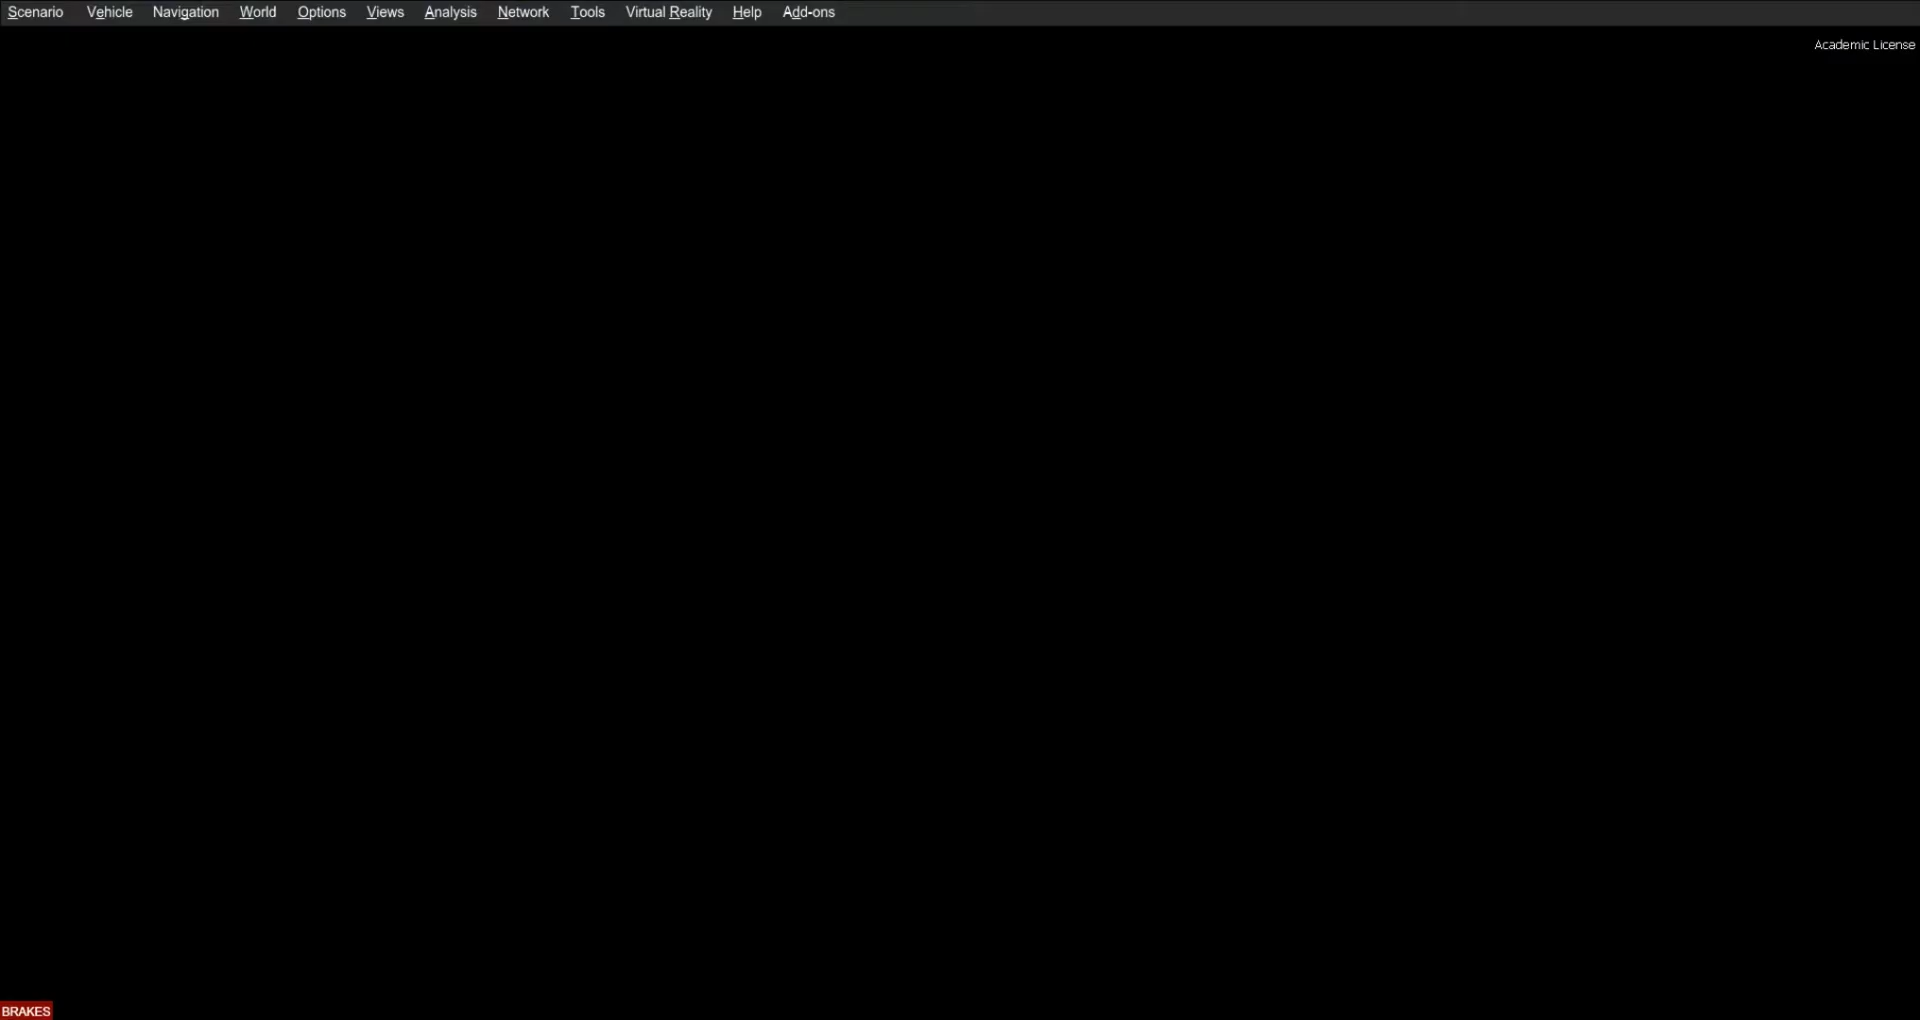 Scenario Vehicle Navigation World Options Views Analysis Network Tools Virtual Reality Help Add-ons
Academic License
BRAKES